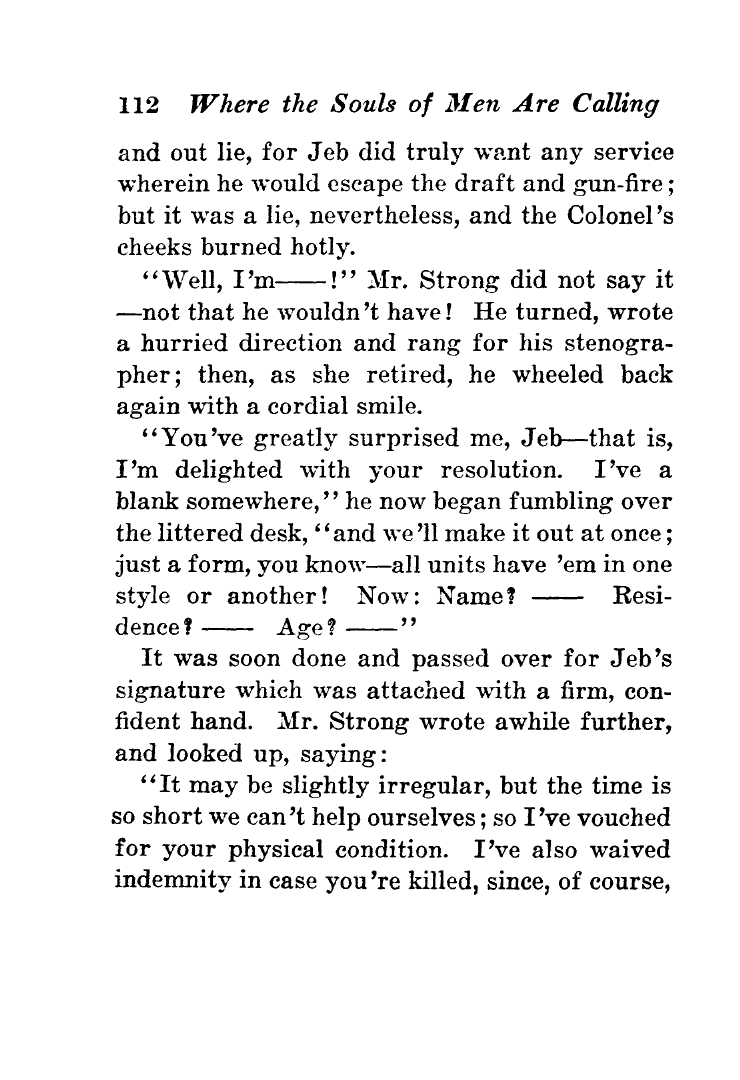 112 Where the Souls of Men Are Calling
and out lie, for Jeb did truly want any service
wherein he would escape the draft and gun-fire;
but it was a lie, nevertheless, and the Colonel's
cheeks burned hotly.
"Well, I'm——!" Mr. Strong did not say it
—not that he wouldn't have! He turned, wrote
a hurried direction and rang for his stenogra-
pher; then, as she retired, he wheeled back
again with a cordial smile.
"You've greatly surprised me, Jeb—that is,
I'm delighted with your resolution. I've a
blank somewhere," he now began fumbling over
the littered desk, "and we'll make it out at once;
just a form, you know—all units have 'em in one
style or another! Now: Name? —— Resi-
dence? —— Age? ——"
It was soon done and passed over for Jeb's
signature which was attached with a firm, con-
fident hand. Mr. Strong wrote awhile further,
and looked up, saying:
"It may be slightly irregular, but the time is
so short we can't help ourselves; so I've vouched
for your physical condition. I've also waived
indemnity in case you're killed, since, of course,